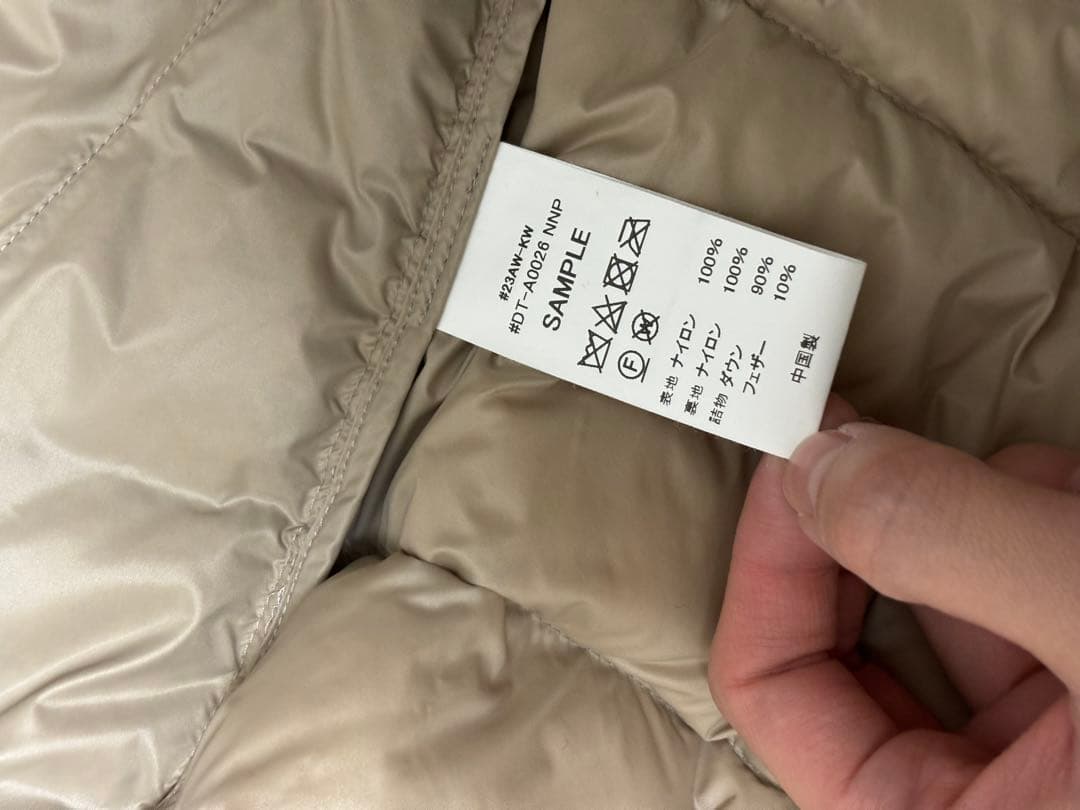 #23AW-KW
#DT-A0026 NNP
SAMPLE
F
表地 ナイロン 100%
裏地 ナイロン 100%
詰物 ダウン 90%
フェザー 10%
中国製